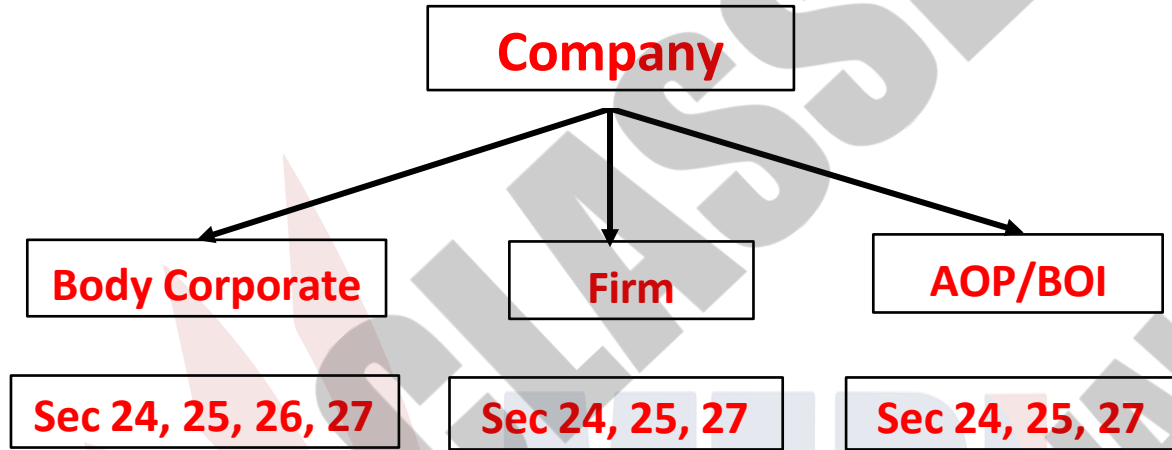 Company
Body Corporate
Firm
AOP/BOI
Sec 24, 25, 26, 27
Sec 24, 25, 27
Sec 24, 25, 27